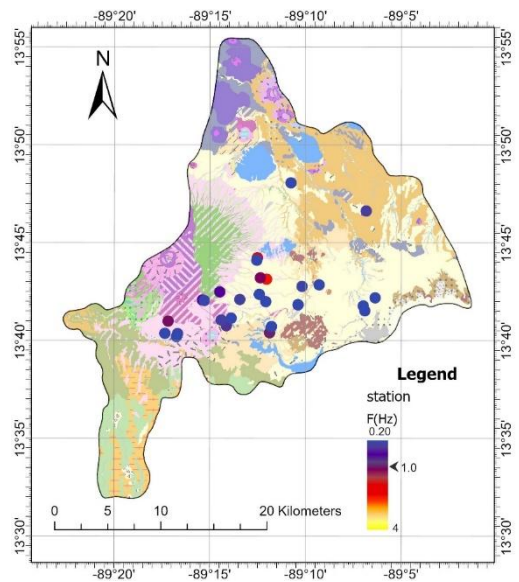 -89°20' -89°15' -89°10' -89°5'
13°55' 13°55'
N
13°50' 13°50'
13°45' 13°45'
13°40' 13°40'
Legend
station
F(Hz)
0.20
1.0
4
13°35' 13°35'
0 5 10 20 Kilometers
13°30' 13°30'
-89°20' -89°15' -89°10' -89°5'